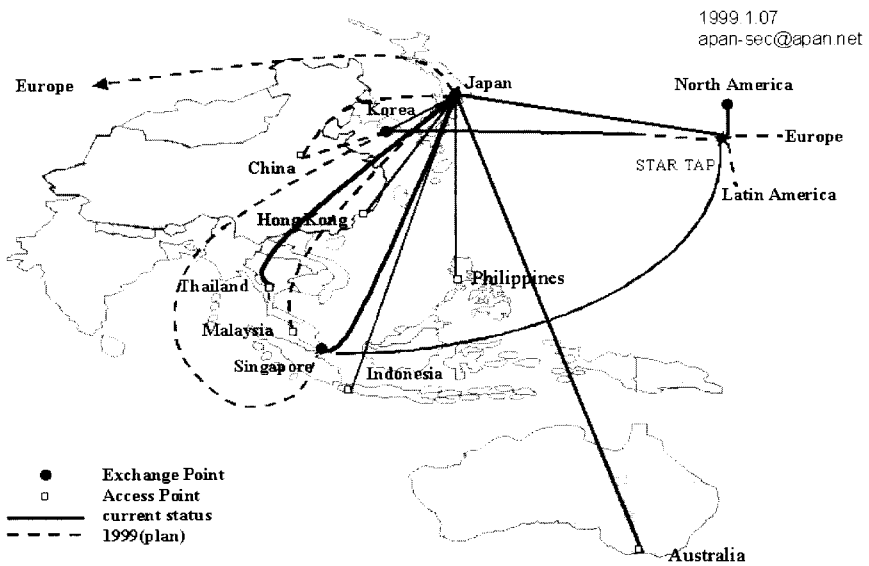 1999.1.07
apan-sec@apan.net
Europe
Japan
North America
Korea
Europe
China
STAR TAP
Latin America
Hong Kong
Thailand
Philippines
Malaysia
Singapore
Indonesia
Exchange Point
Access Point
current status
1999(plan)
Australia